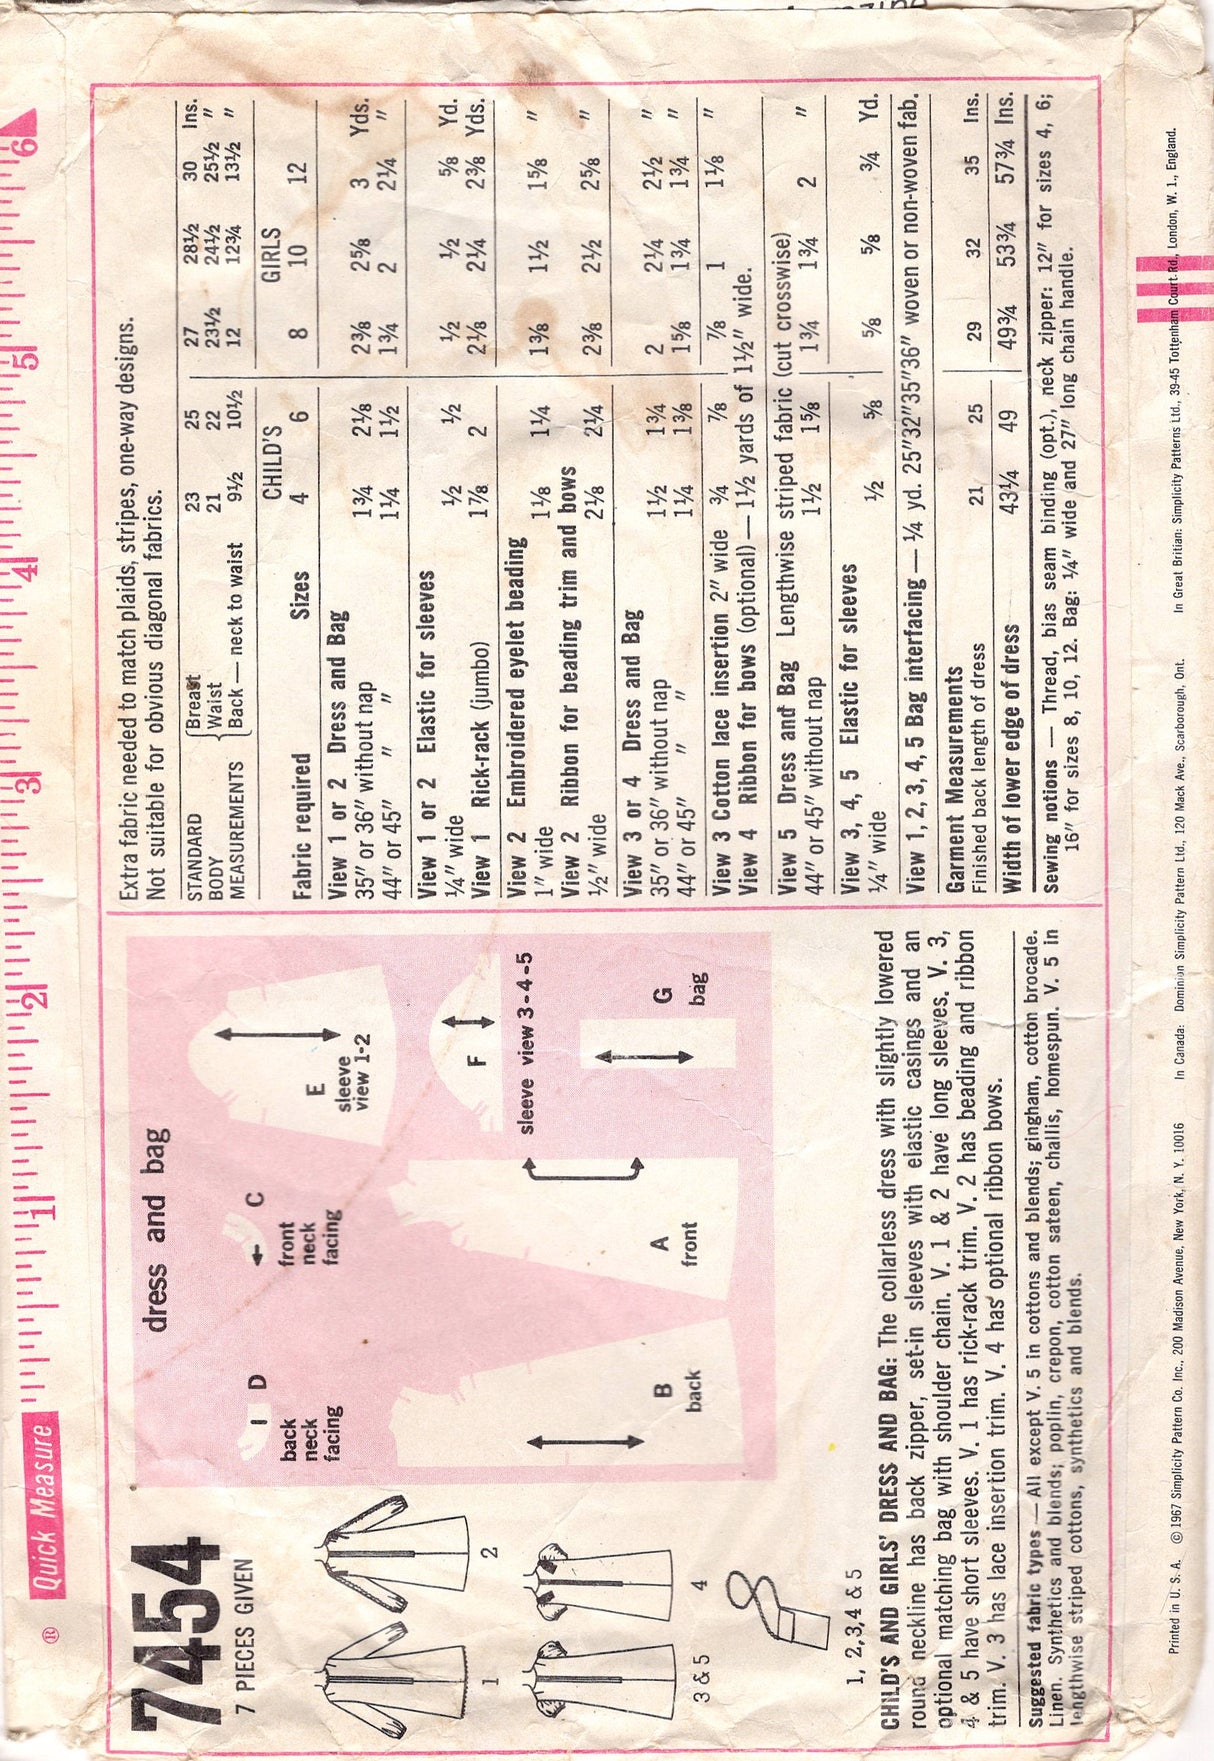 Quick Measure
®
1 2 3 4 5 6
7454
7 PIECES GIVEN
1
2
3 & 5
4
1, 2, 3, 4 & 5
dress and bag
D
back
neck
facing
C
front
neck
facing
E
sleeve
view 1-2
F
sleeve view 3-4-5
B
back
A
front
G
bag
CHILD'S AND GIRLS' DRESS AND BAG: The collarless dress with slightly lowered
round neckline has back zipper, set-in sleeves with elastic casings and an
optional matching bag with shoulder chain. V. 1 & 2 have long sleeves. V. 3,
4 & 5 have short sleeves. V. 1 has rick-rack trim. V. 2 has beading and ribbon
trim. V. 3 has lace insertion trim. V. 4 has optional ribbon bows.
Suggested fabric types — All except V. 5 in cottons and blends; gingham, cotton brocade.
Linen. Synthetics and blends; poplin, crepon, cotton sateen, challis, homespun. V. 5 in
lengthwise striped cottons, synthetics and blends.
Extra fabric needed to match plaids, stripes, one-way designs.
Not suitable for obvious diagonal fabrics.
STANDARD { Breast 23 25 27 28½ 30 Ins.
BODY Waist 21 22 23½ 24½ 25½ "
MEASUREMENTS Back — neck to waist 9½ 10½ 12 12¾ 13½ "
CHILD'S GIRLS
Fabric required Sizes 4 6 8 10 12
View 1 or 2 Dress and Bag
35" or 36" without nap 1¾ 2⅛ 2⅜ 2⅝ 3 Yds.
44" or 45" " " 1¼ 1½ 1¾ 2 2¼ "
View 1 or 2 Elastic for sleeves
¼" wide ½ ½ ½ ½ ⅝ Yd.
View 1 Rick-rack (jumbo) 1⅞ 2 2⅛ 2¼ 2⅜ Yds.
View 2 Embroidered eyelet beading
1" wide 1⅛ 1¼ 1⅜ 1½ 1⅝ "
View 2 Ribbon for beading trim and bows
½" wide 2⅛ 2¼ 2⅜ 2½ 2⅝ "
View 3 or 4 Dress and Bag
35" or 36" without nap 1½ 1¾ 2 2¼ 2½ "
44" or 45" " " 1¼ 1⅜ 1⅝ 1¾ 1¾ "
View 3 Cotton lace insertion 2" wide ¾ ⅞ ⅞ 1 1⅛ "
View 4 Ribbon for bows (optional) — 1½ yards of 1½" wide.
View 5 Dress and Bag Lengthwise striped fabric (cut crosswise)
44" or 45" without nap 1½ 1⅝ 1¾ 1¾ 2 "
View 3, 4, 5 Elastic for sleeves
¼" wide ½ ⅝ ⅝ ⅝ ¾ Yd.
View 1, 2, 3, 4, 5 Bag interfacing — ¼ yd. 25"32"35"36" woven or non-woven fab.
Garment Measurements
Finished back length of dress 21 25 29 32 35 Ins.
Width of lower edge of dress 43¼ 49 49¾ 53¾ 57¾ Ins.
Sewing notions — Thread, bias seam binding (opt.), neck zipper: 12" for sizes 4, 6;
16" for sizes 8, 10, 12. Bag: ¼" wide and 27" long chain handle.
Printed in U. S. A. © 1967 Simplicity Pattern Co. Inc., 200 Madison Avenue, New York, N. Y. 10016 In Canada: Dominion Simplicity Pattern Ltd., 120 Mack Ave., Scarborough, Ont. In Great Britian: Simplicity Patterns Ltd., 39-45 Tottenham Court Rd., London, W. 1., England.